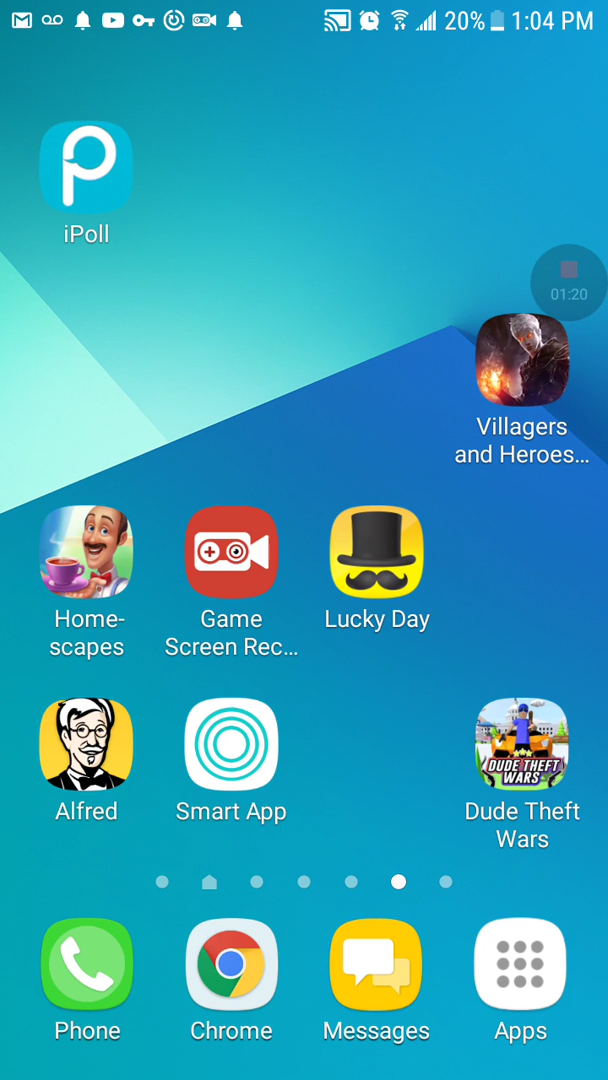 20% 1:04 PM
iPoll
01:20
Villagers
and Heroes...
Home-
scapes
Game
Screen Rec...
Lucky Day
Alfred
Smart App
DUDE THEFT
WARS
Dude Theft
Wars
Phone
Chrome
Messages
Apps